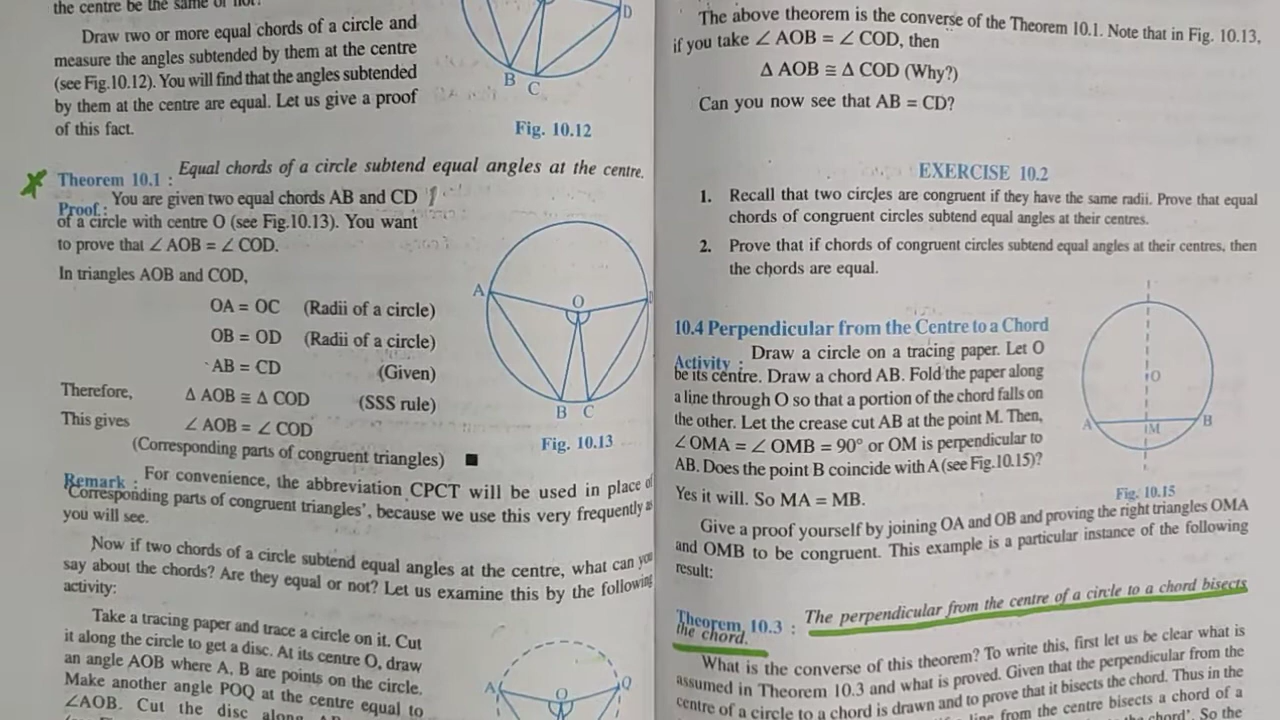 the centre be the same or not?
Draw two or more equal chords of a circle and
measure the angles subtended by them at the centre
(see Fig.10.12). You will find that the angles subtended
by them at the centre are equal. Let us give a proof
of this fact.
D
B
C
Fig. 10.12
Theorem 10.1 : Equal chords of a circle subtend equal angles at the centre.
Proof : You are given two equal chords AB and CD
of a circle with centre O (see Fig.10.13). You want
to prove that ∠ AOB = ∠ COD.
In triangles AOB and COD,
OA = OC (Radii of a circle)
OB = OD (Radii of a circle)
AB = CD (Given)
Therefore, Δ AOB ≅ Δ COD (SSS rule)
This gives ∠ AOB = ∠ COD
(Corresponding parts of congruent triangles) ■
A
O
D
B C
Fig. 10.13
Remark : For convenience, the abbreviation CPCT will be used in place of
'Corresponding parts of congruent triangles', because we use this very frequently as
you will see.
Now if two chords of a circle subtend equal angles at the centre, what can you
say about the chords? Are they equal or not? Let us examine this by the following
activity:
Take a tracing paper and trace a circle on it. Cut
it along the circle to get a disc. At its centre O, draw
an angle AOB where A, B are points on the circle.
Make another angle POQ at the centre equal to
∠AOB. Cut the disc along
A
O
Q
The above theorem is the converse of the Theorem 10.1. Note that in Fig. 10.13,
if you take ∠ AOB = ∠ COD, then
Δ AOB ≅ Δ COD (Why?)
Can you now see that AB = CD?
EXERCISE 10.2
1. Recall that two circles are congruent if they have the same radii. Prove that equal
chords of congruent circles subtend equal angles at their centres.
2. Prove that if chords of congruent circles subtend equal angles at their centres, then
the chords are equal.
10.4 Perpendicular from the Centre to a Chord
Activity : Draw a circle on a tracing paper. Let O
be its centre. Draw a chord AB. Fold the paper along
a line through O so that a portion of the chord falls on
the other. Let the crease cut AB at the point M. Then,
∠OMA = ∠ OMB = 90° or OM is perpendicular to
AB. Does the point B coincide with A (see Fig.10.15)?
Yes it will. So MA = MB.
O
A
M
B
Fig. 10.15
Give a proof yourself by joining OA and OB and proving the right triangles OMA
and OMB to be congruent. This example is a particular instance of the following
result:
Theorem 10.3 : The perpendicular from the centre of a circle to a chord bisects
the chord.
What is the converse of this theorem? To write this, first let us be clear what is
assumed in Theorem 10.3 and what is proved. Given that the perpendicular from the
centre of a circle to a chord is drawn and to prove that it bisects the chord. Thus in the
line from the centre bisects a chord of a
chord'. So the